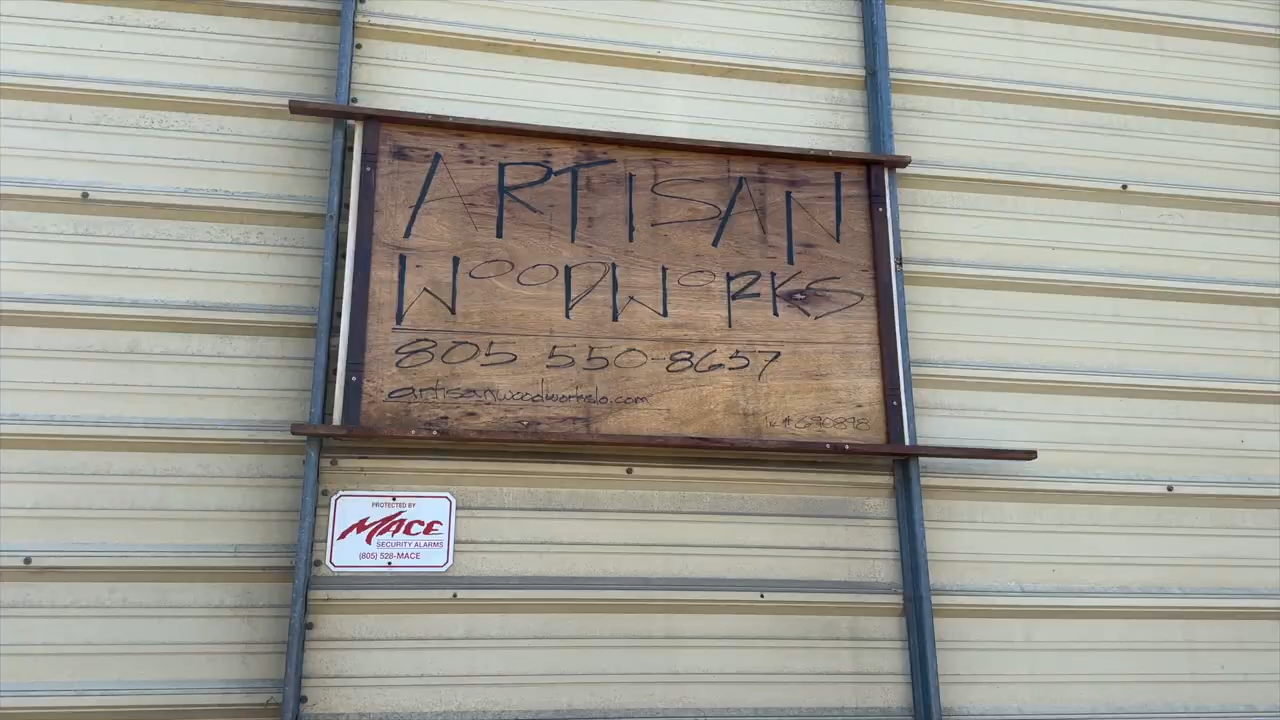 ARTISAN
WOODWORKS
805 550-8657
artisanwoodworkslo.com
Lic# 690898
PROTECTED BY
MACE
SECURITY ALARMS
(805) 528-MACE